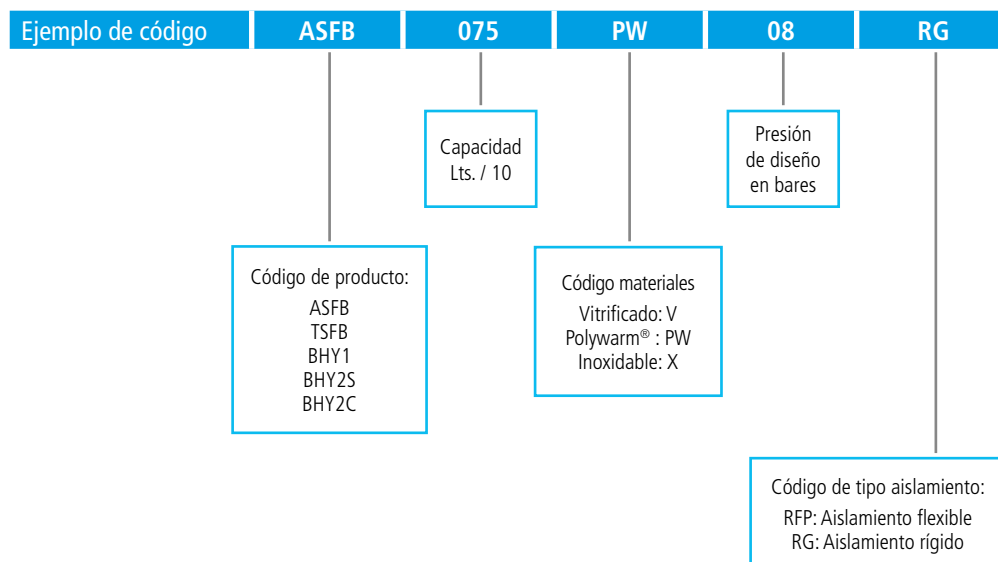 Ejemplo de código ASFB 075 PW 08 RG
Capacidad
Lts. / 10
Presión
de diseño
en bares
Código de producto:
ASFB
TSFB
BHY1
BHY2S
BHY2C
Código materiales
Vitrificado: V
Polywarm® : PW
Inoxidable: X
Código de tipo aislamiento:
RFP: Aislamiento flexible
RG: Aislamiento rígido